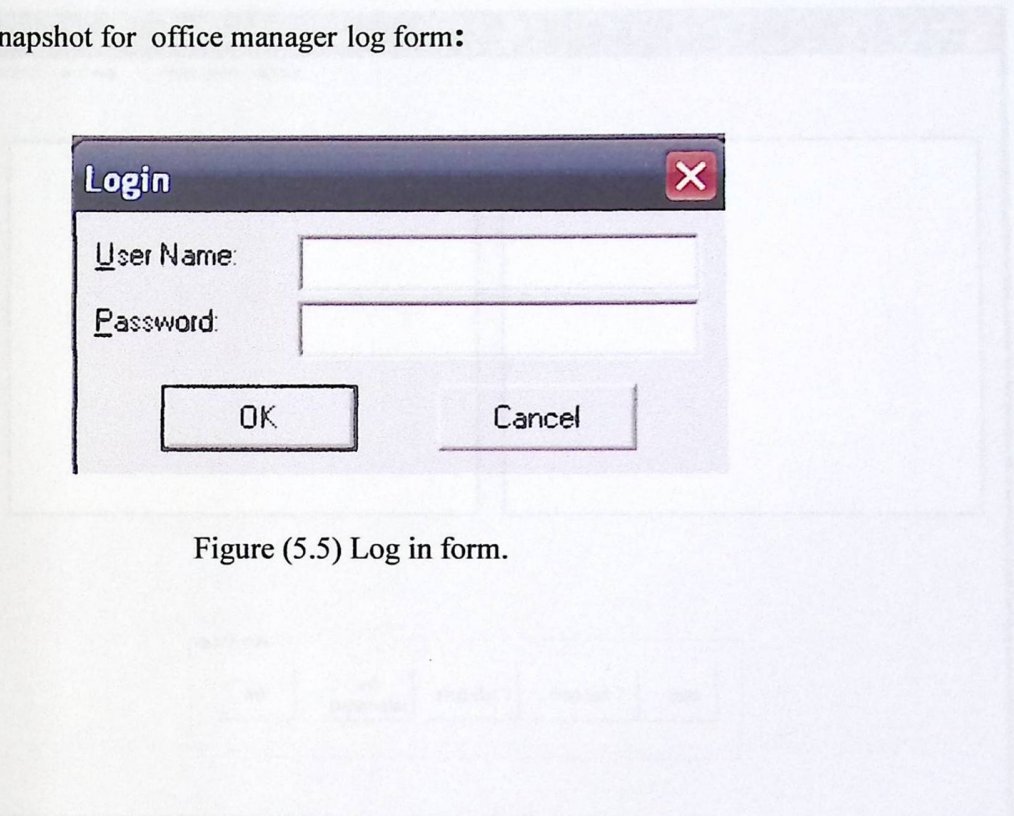 napshot for office manager log form:
Login
User Name:
Password:
OK
Cancel
Figure (5.5) Log in form.